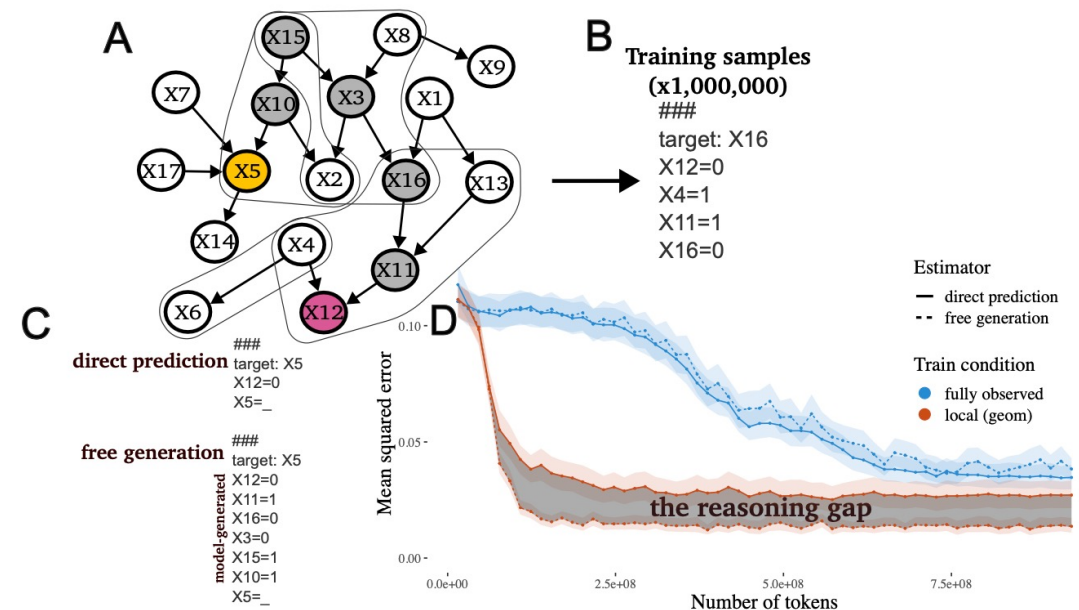 A
X15
X8
X9
X7
X10
X3
X1
X17
X5
X2
X16
X13
X14
X4
X11
X6
X12
B
Training samples
(x1,000,000)
###
target: X16
X12=0
X4=1
X11=1
X16=0
C
direct prediction
###
target: X5
X12=0
X5=_
free generation
###
target: X5
model-generated
X12=0
X11=1
X16=0
X3=0
X15=1
X10=1
X5=_
D
Mean squared error
0.10
0.05
0.00
the reasoning gap
0.0e+00
2.5e+08
5.0e+08
7.5e+08
Number of tokens
Estimator
direct prediction
free generation
Train condition
fully observed
local (geom)